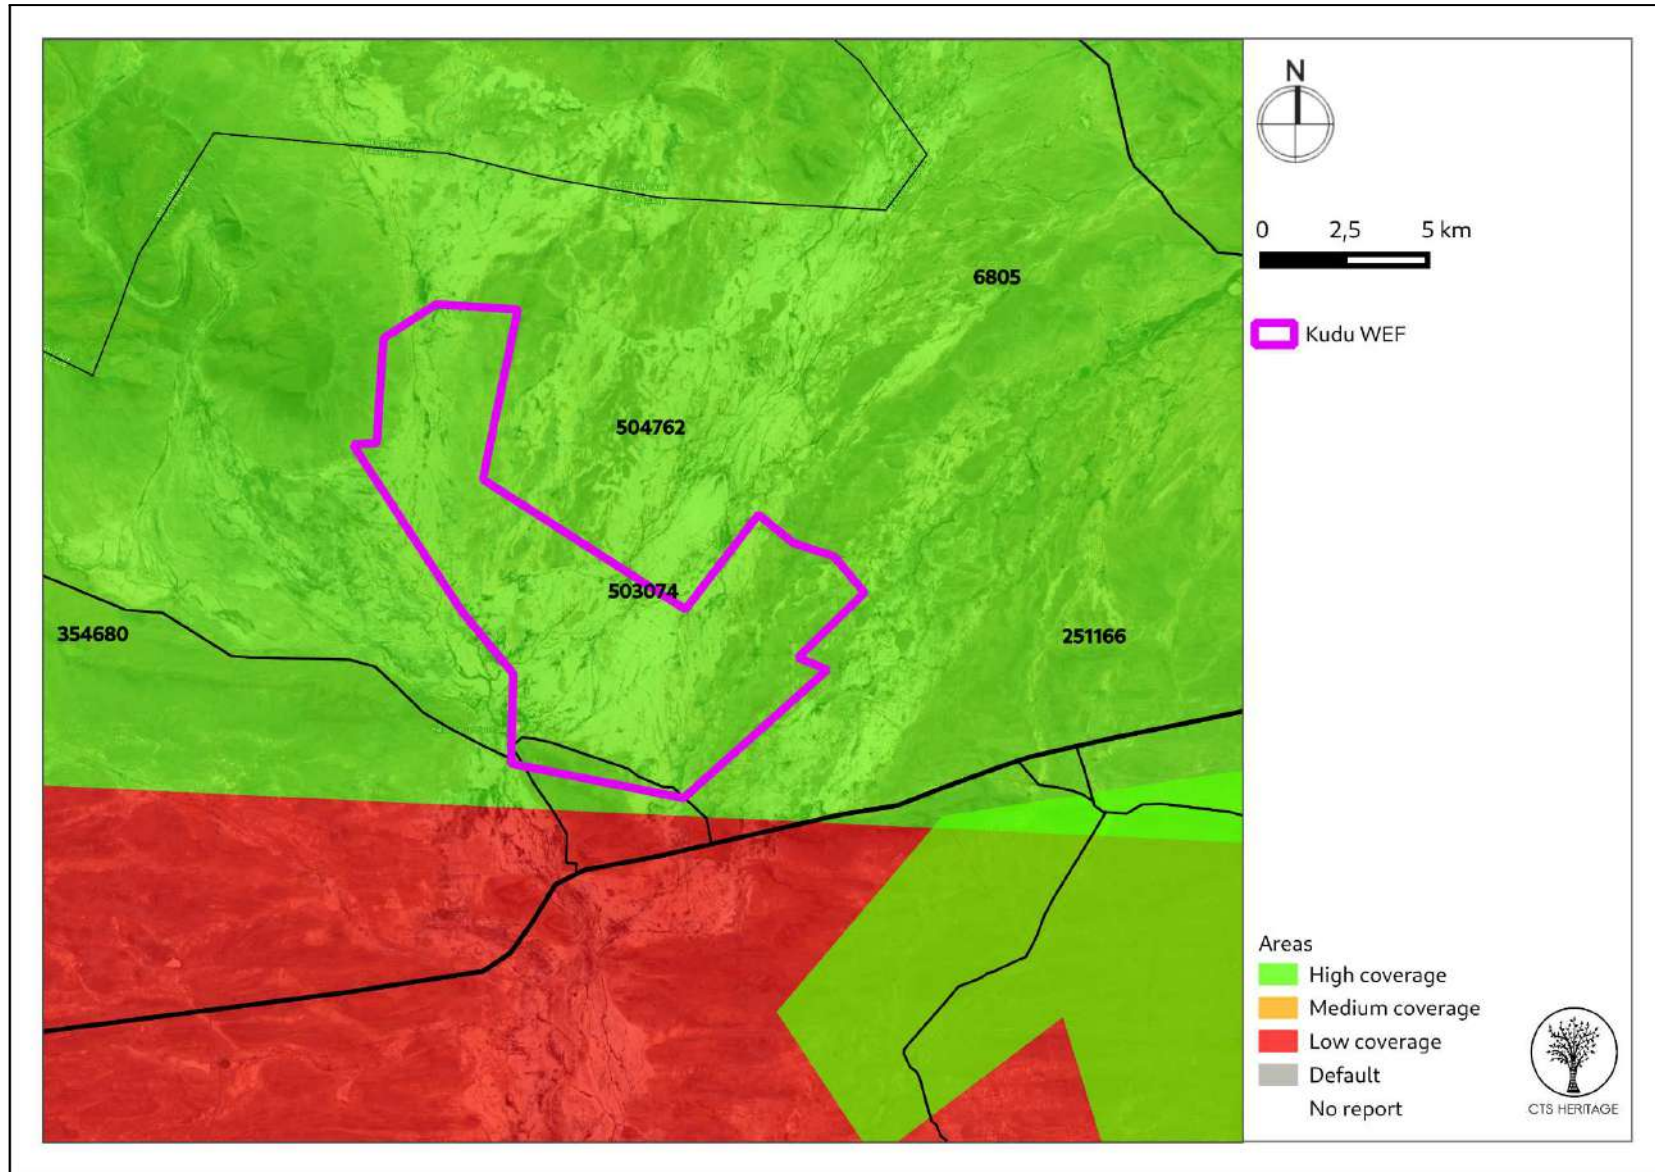 N
0 2,5 5 km
6805
Kudu WEF
504762
503074
354680
251166
Areas
High coverage
Medium coverage
Low coverage
Default
No report
CTS HERITAGE